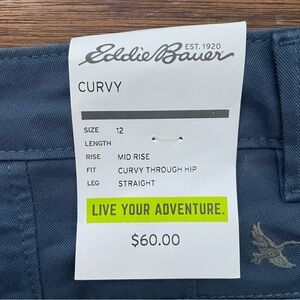 EST. 1920
Eddie Bauer
CURVY
SIZE 12
LENGTH
RISE MID RISE
FIT CURVY THROUGH HIP
LEG STRAIGHT
LIVE YOUR ADVENTURE.
$60.00